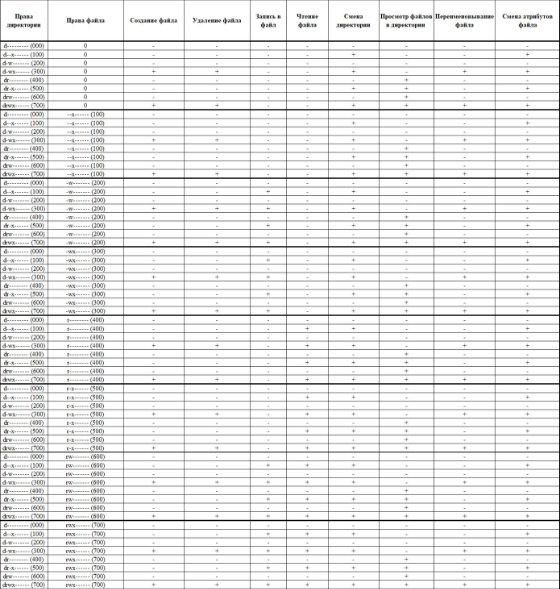 Права директории | Права файла | Создание файла | Удаление файла | Запись в файл | Чтение файла | Смена директории | Просмотр файлов в директории | Переименовывание файла | Смена атрибутов файла
d--------- (000) 0 - - - - - - - -
d--x------ (100) 0 - - - - + - - +
d-w------- (200) 0 - - - - - - - -
d-wx------ (300) 0 + + - - + - + +
dr-------- (400) 0 - - - - - + - -
dr-x------ (500) 0 - - - - + + - +
drw------- (600) 0 - - - - - + - -
drwx------ (700) 0 + + - - + + + +
d--------- (000) --x------ (100) - - - - - - - -
d--x------ (100) --x------ (100) - - - - + - - +
d-w------- (200) --x------ (100) - - - - - - - -
d-wx------ (300) --x------ (100) + + - - + - + +
dr-------- (400) --x------ (100) - - - - - + - -
dr-x------ (500) --x------ (100) - - - - + + - +
drw------- (600) --x------ (100) - - - - - + - -
drwx------ (700) --x------ (100) + + - - + + + +
d--------- (000) -w------- (200) - - - - - - - -
d--x------ (100) -w------- (200) - - + - + - - +
d-w------- (200) -w------- (200) - - - - - - - -
d-wx------ (300) -w------- (200) + + + - + - + +
dr-------- (400) -w------- (200) - - - - - + - -
dr-x------ (500) -w------- (200) - - + - + + - +
drw------- (600) -w------- (200) - - - - - + - -
drwx------ (700) -w------- (200) + + + - + + + +
d--------- (000) -wx------ (300) - - - - - - - -
d--x------ (100) -wx------ (300) - - + - + - - +
d-w------- (200) -wx------ (300) - - - - - - - -
d-wx------ (300) -wx------ (300) + + + - + - + +
dr-------- (400) -wx------ (300) - - - - - + - -
dr-x------ (500) -wx------ (300) - - + - + + - +
drw------- (600) -wx------ (300) - - - - - + - -
drwx------ (700) -wx------ (300) + + + - + + + +
d--------- (000) r-------- (400) - - - - - - - -
d--x------ (100) r-------- (400) - - - + + - - +
d-w------- (200) r-------- (400) - - - - - - - -
d-wx------ (300) r-------- (400) + + - + + - + +
dr-------- (400) r-------- (400) - - - - - + - -
dr-x------ (500) r-------- (400) - - - + + + - +
drw------- (600) r-------- (400) - - - - - + - -
drwx------ (700) r-------- (400) + + - + + + + +
d--------- (000) r-x------ (500) - - - - - - - -
d--x------ (100) r-x------ (500) - - - + + - - +
d-w------- (200) r-x------ (500) - - - - - - - -
d-wx------ (300) r-x------ (500) + + - + + - + +
dr-------- (400) r-x------ (500) - - - - - + - -
dr-x------ (500) r-x------ (500) - - - + + + - +
drw------- (600) r-x------ (500) - - - - - + - -
drwx------ (700) r-x------ (500) + + - + + + + +
d--------- (000) rw------- (600) - - - - - - - -
d--x------ (100) rw------- (600) - - + + + - - +
d-w------- (200) rw------- (600) - - - - - - - -
d-wx------ (300) rw------- (600) + + + + + - + +
dr-------- (400) rw------- (600) - - - - - + - -
dr-x------ (500) rw------- (600) - - + + + + - +
drw------- (600) rw------- (600) - - - - - + - -
drwx------ (700) rw------- (600) + + + + + + + +
d--------- (000) rwx------ (700) - - - - - - - -
d--x------ (100) rwx------ (700) - - + + + - - +
d-w------- (200) rwx------ (700) - - - - - - - -
d-wx------ (300) rwx------ (700) + + + + + - + +
dr-------- (400) rwx------ (700) - - - - - + - -
dr-x------ (500) rwx------ (700) - - + + + + - +
drw------- (600) rwx------ (700) - - - - - + - -
drwx------ (700) rwx------ (700) + + + + + + + +